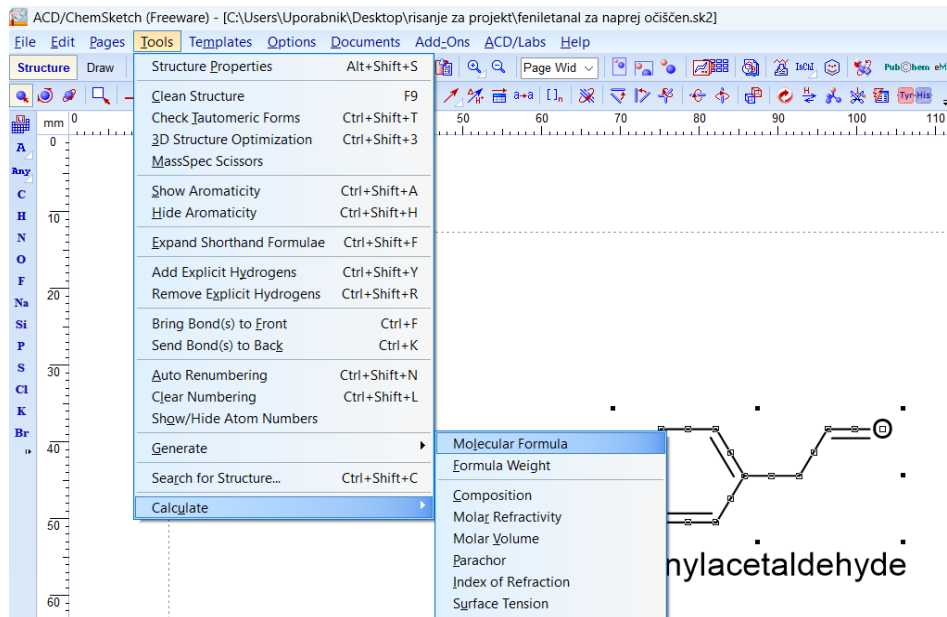 ACD/ChemSketch (Freeware) - [C:\Users\Uporabnik\Desktop\risanje za projekt\feniletanal za naprej očiščen.sk2]
File Edit Pages Tools Templates Options Documents Add-Ons ACD/Labs Help
Structure Draw Page Wid InChI
mm 0 50 60 70 80 90 100 110
Structure Properties Alt+Shift+S
Clean Structure F9
Check Tautomeric Forms Ctrl+Shift+T
3D Structure Optimization Ctrl+Shift+3
MassSpec Scissors
Show Aromaticity Ctrl+Shift+A
Hide Aromaticity Ctrl+Shift+H
Expand Shorthand Formulae Ctrl+Shift+F
Add Explicit Hydrogens Ctrl+Shift+Y
Remove Explicit Hydrogens Ctrl+Shift+R
Bring Bond(s) to Front Ctrl+F
Send Bond(s) to Back Ctrl+K
Auto Renumbering Ctrl+Shift+N
Clear Numbering Ctrl+Shift+L
Show/Hide Atom Numbers
Generate
Search for Structure... Ctrl+Shift+C
Calculate
Molecular Formula
Formula Weight
Composition
Molar Refractivity
Molar Volume
Parachor
Index of Refraction
Surface Tension
0
10
20
30
40
50
60
A
Any
C
H
N
O
F
Na
Si
P
S
Cl
K
Br
Tyr His
O
nylacetaldehyde